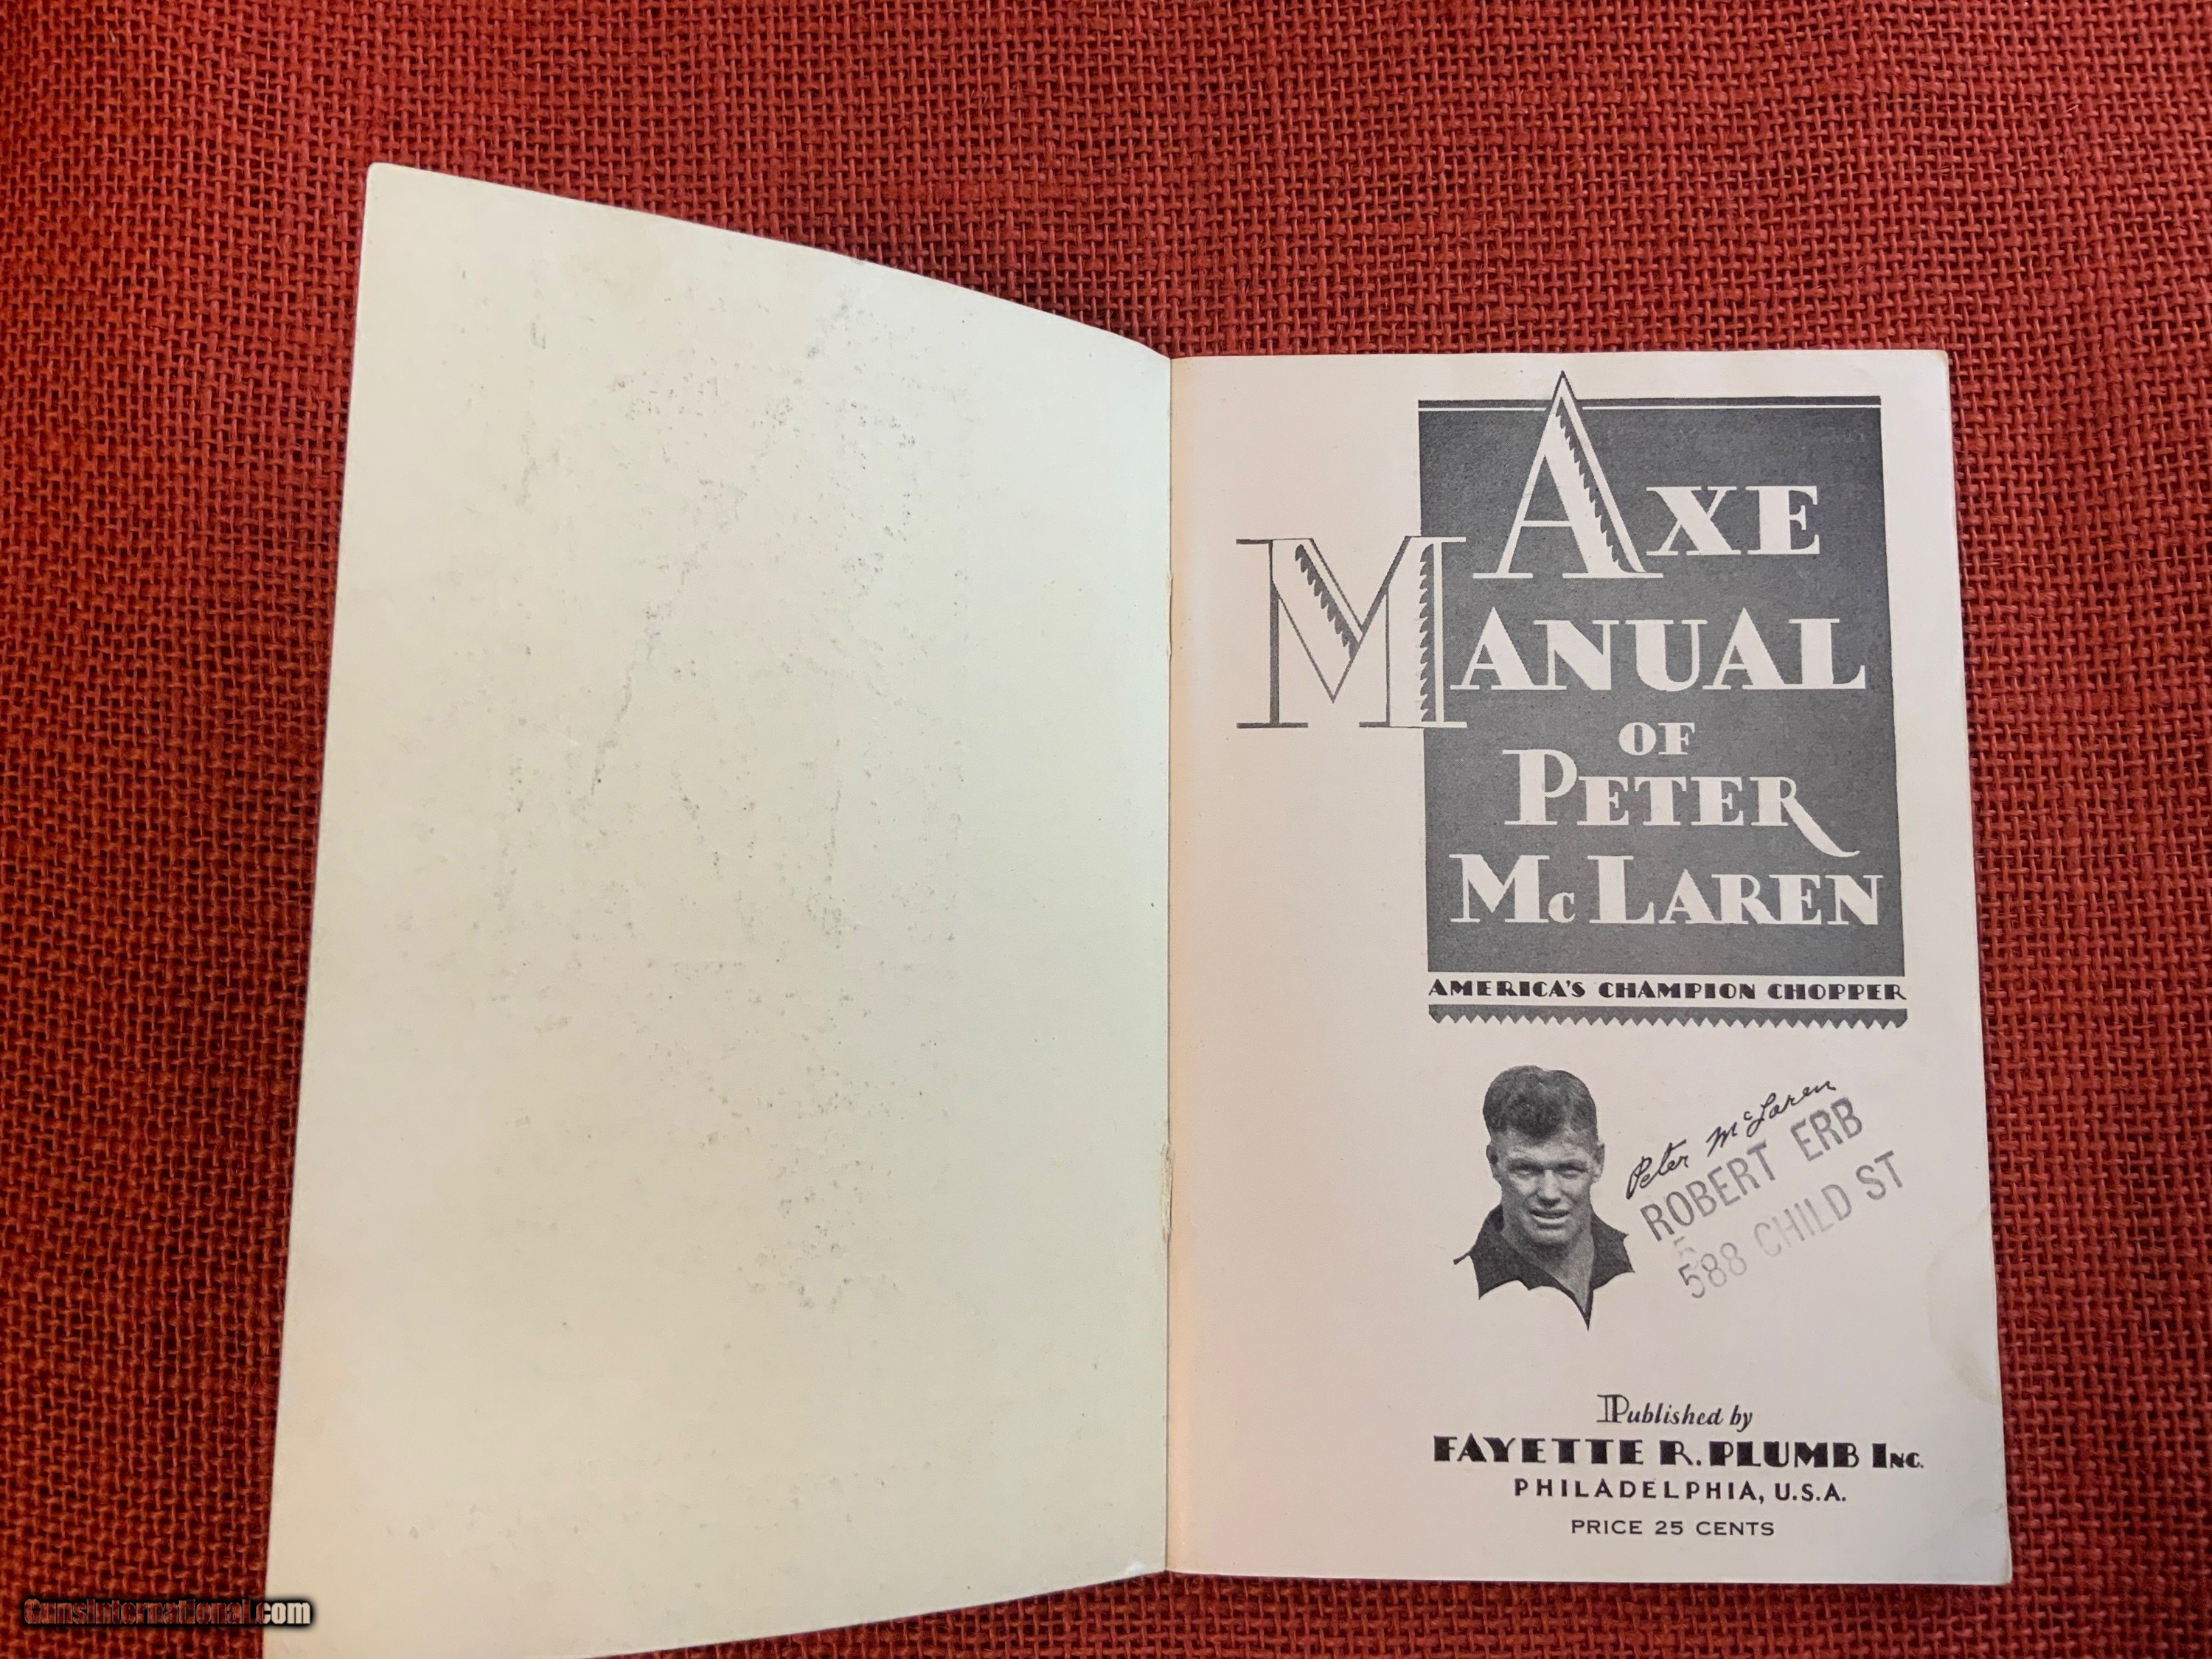 AXE
MANUAL
OF
PETER
McLAREN
AMERICA'S CHAMPION CHOPPER
Peter McLaren
ROBERT ERB
5
588 CHILD ST
Published by
FAYETTE R. PLUMB INC.
PHILADELPHIA, U.S.A.
PRICE 25 CENTS
GunsInternational.com